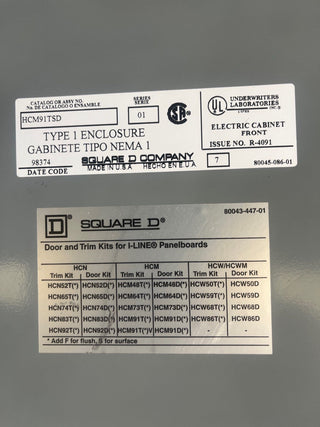 CATALOG OR ASSY NO.
No. DE CATALOGO O ENSAMBLE
SERIES
SERIE
HCM91TSD
01
TYPE 1 ENCLOSURE
GABINETE TIPO NEMA 1
98374
SQUARE D COMPANY
DATE CODE
MADE IN U.S.A
HECHO EN E.U.A
SA
UL
UNDERWRITERS
LABORATORIES
INC.®
ELECTRIC CABINET
FRONT
ISSUE NO. R-4091
7
80045-086-01
80043-447-01
D SQUARE D®
Door and Trim Kits for I-LINE® Panelboards
HCN HCM HCW/HCWM
Trim Kit Door Kit Trim Kit Door Kit Trim Kit Door Kit
HCN52T(*) HCN52D(*) HCM48T(*) HCM48D(*) HCW50T(*) HCW50D
HCN65T(*) HCN65D(*) HCM64T(*) HCM64D(*) HCW59T(*) HCW59D
HCN74T(*) HCN74D(*) HCM73T(*) HCM73D(*) HCW68T(*) HCW68D
HCN83T(*) HCN83D(*) HCM91T(*) HCM91D(*) HCW86T(*) HCW86D
HCN92T(*) HCN92D(*) HCM91T(*)V HCM91D(*) - -
* Add F for flush, S for surface